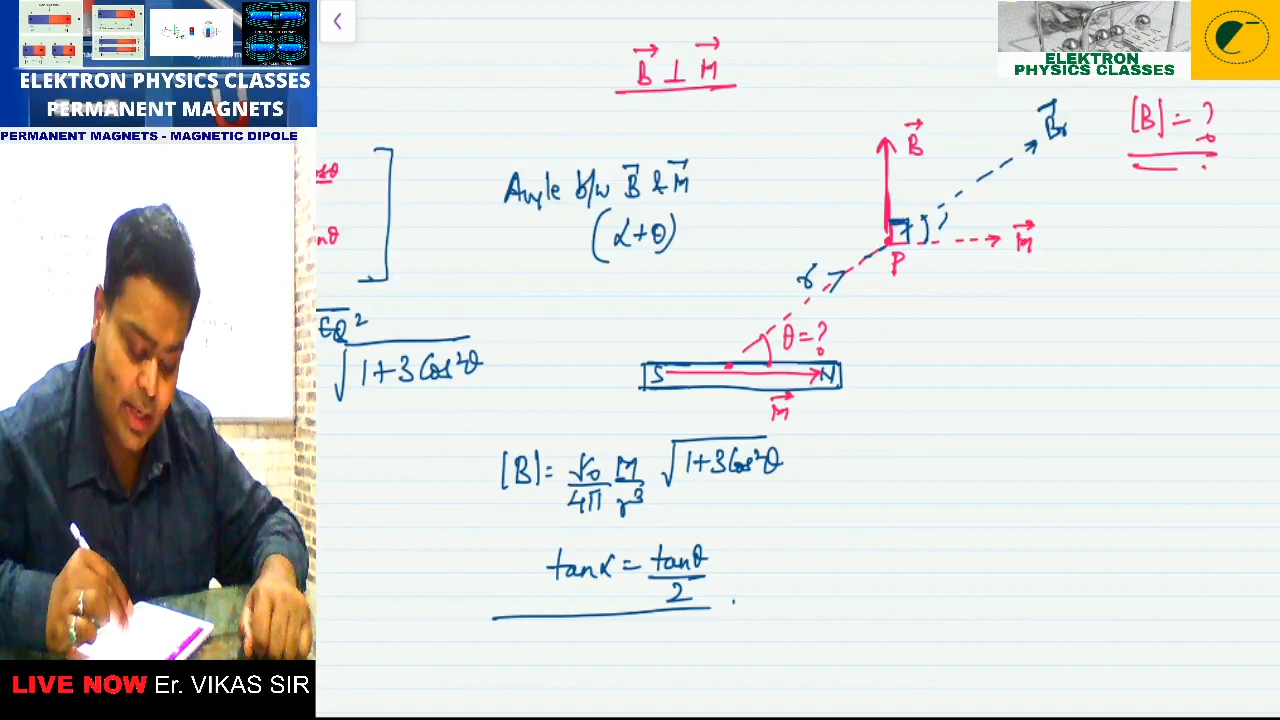 ELEKTRON PHYSICS CLASSES
PERMANENT MAGNETS
PERMANENT MAGNETS - MAGNETIC DIPOLE
ELEKTRON
PHYSICS CLASSES
B⃗ ⊥ M⃗
|B| = ?
B⃗
B⃗r
Angle b/w B⃗ & M⃗
(α+θ)
M⃗
P
r
θ = ?
S
N
M⃗
√1+3Cos²θ
|B| = μ₀/4π M/r³ √1+3Cos²θ
tanα = tanθ/2
LIVE NOW Er. VIKAS SIR